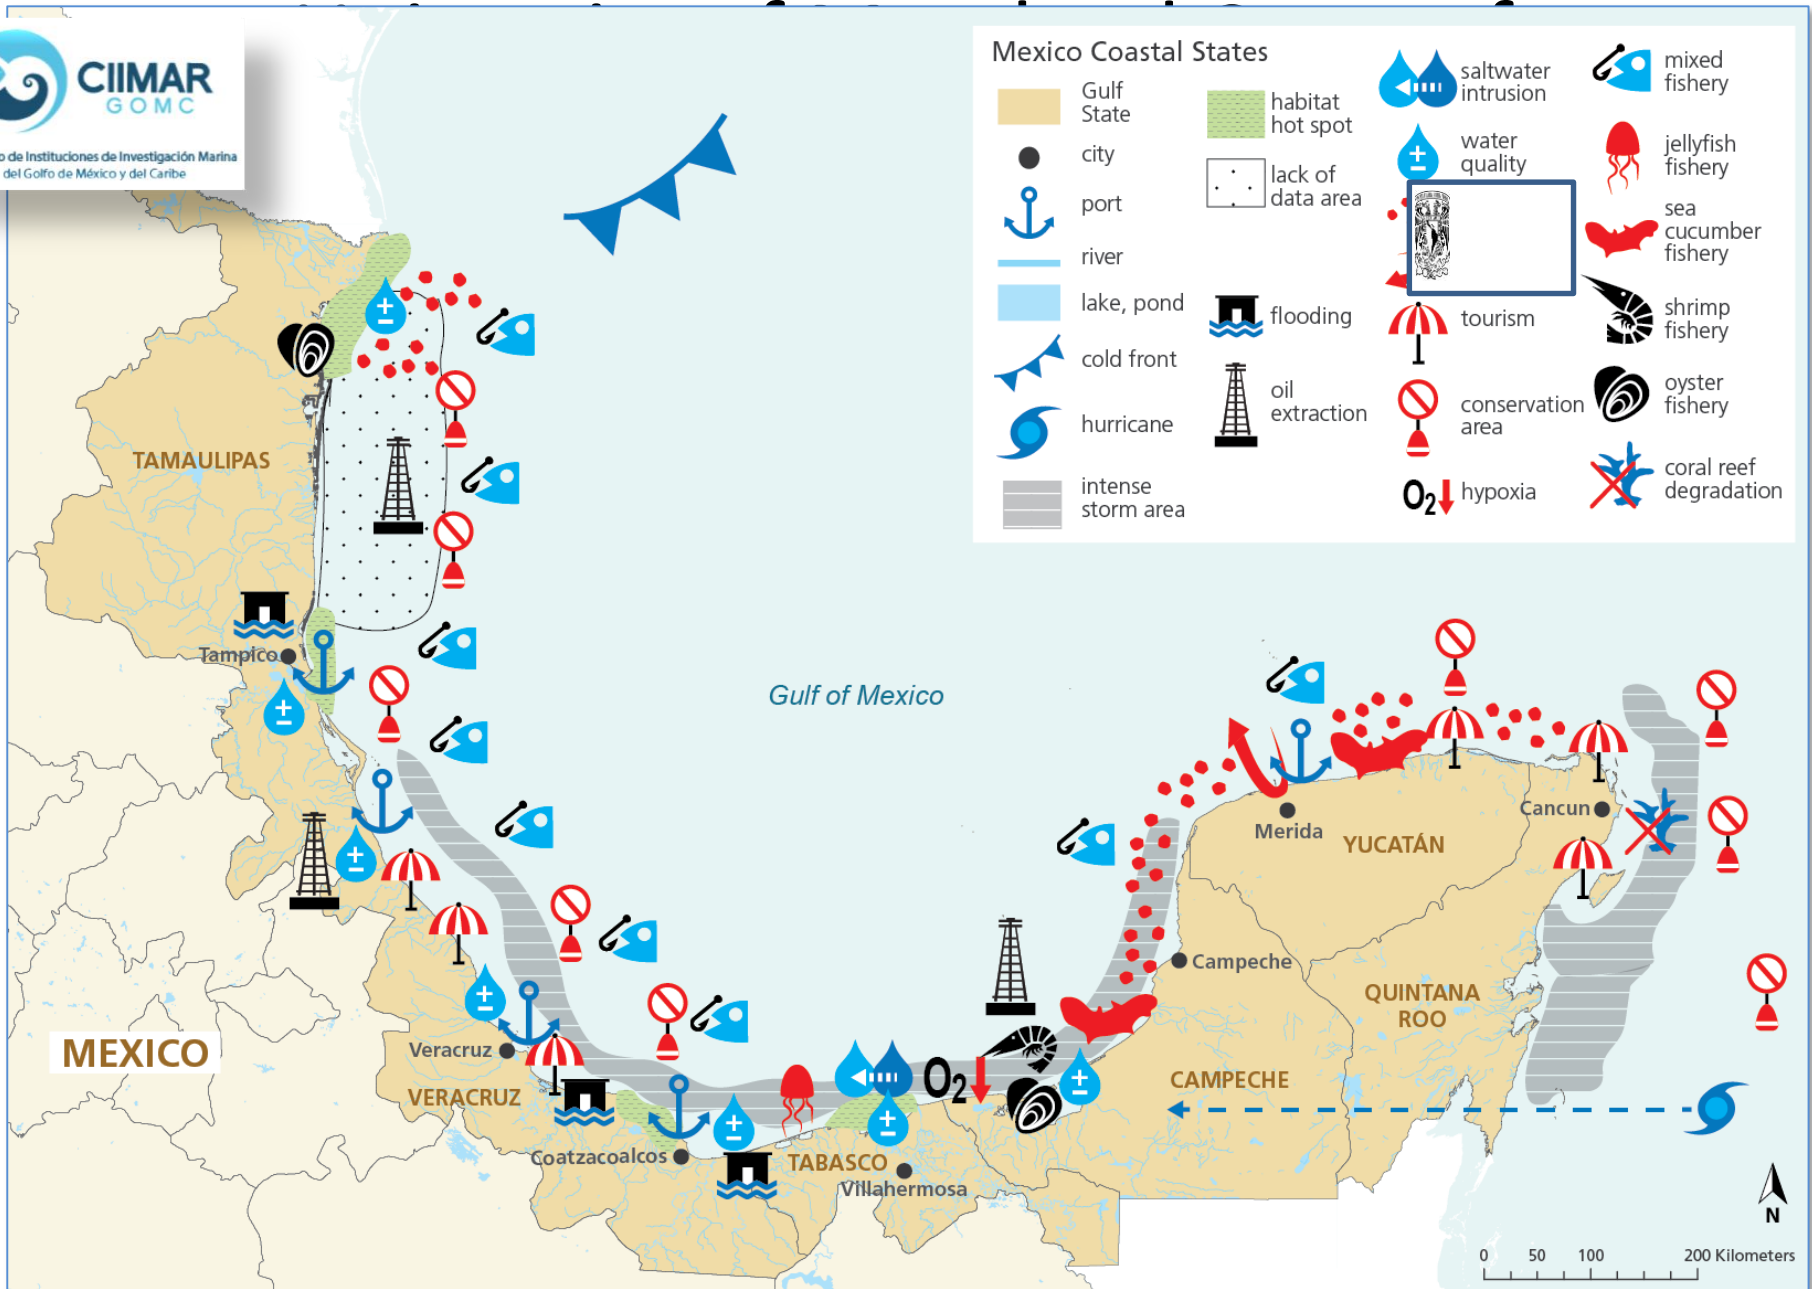 CIIMAR
GOMC
o de Instituciones de Investigación Marina
del Golfo de México y del Caribe
Mexico Coastal States
Gulf
State
city
port
river
lake, pond
cold front
hurricane
intense
storm area
habitat
hot spot
lack of
data area
flooding
oil
extraction
saltwater
intrusion
water
quality
tourism
conservation
area
O2
hypoxia
mixed
fishery
jellyfish
fishery
sea
cucumber
fishery
shrimp
fishery
oyster
fishery
coral reef
degradation
TAMAULIPAS
Tampico
Gulf of Mexico
Merida
Cancun
YUCATÁN
Campeche
QUINTANA
ROO
MEXICO
Veracruz
VERACRUZ
O2
CAMPECHE
Coatzacoalcos
TABASCO
Villahermosa
N
0 50 100 200 Kilometers